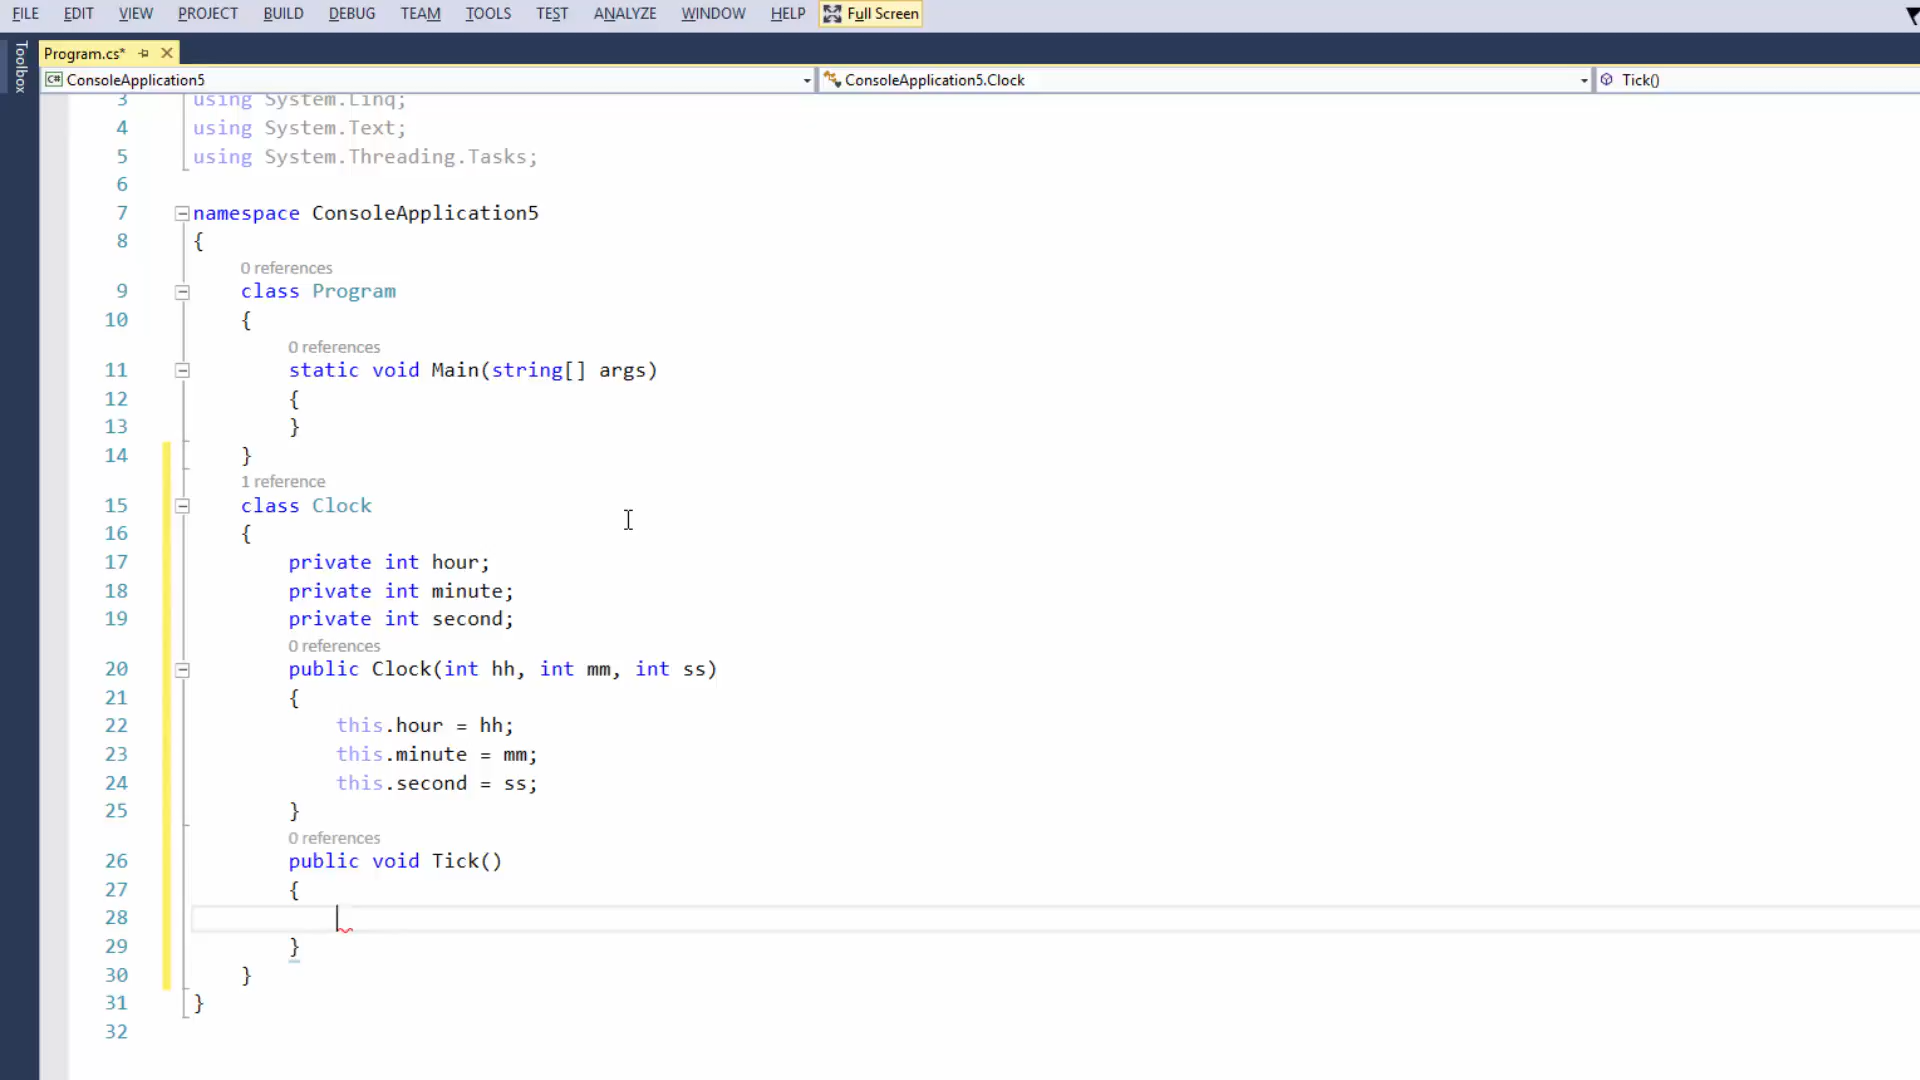 FILE EDIT VIEW PROJECT BUILD DEBUG TEAM TOOLS TEST ANALYZE WINDOW HELP Full Screen
Toolbox
Program.cs*
ConsoleApplication5 ConsoleApplication5.Clock Tick()
3 using System.Linq;
4 using System.Text;
5 using System.Threading.Tasks;
6
7 namespace ConsoleApplication5
8 {
0 references
9 class Program
10 {
0 references
11 static void Main(string[] args)
12 {
13 }
14 }
1 reference
15 class Clock
16 {
17 private int hour;
18 private int minute;
19 private int second;
0 references
20 public Clock(int hh, int mm, int ss)
21 {
22 this.hour = hh;
23 this.minute = mm;
24 this.second = ss;
25 }
0 references
26 public void Tick()
27 {
28
29 }
30 }
31 }
32